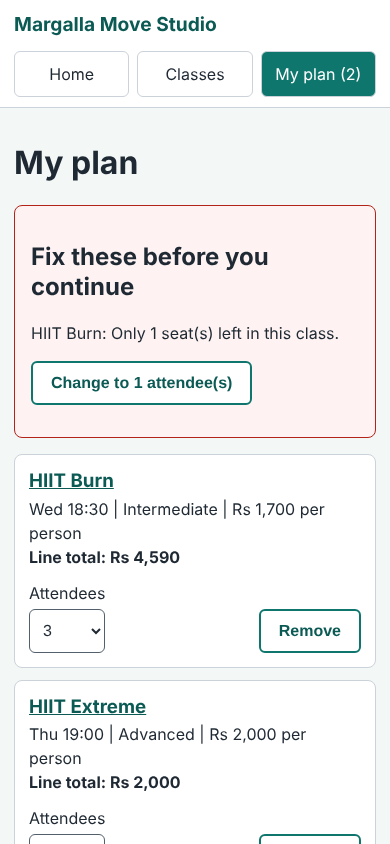 Margalla Move Studio
Home
Classes
My plan (2)
My plan
Fix these before you
continue
HIIT Burn: Only 1 seat(s) left in this class.
Change to 1 attendee(s)
HIIT Burn
Wed 18:30 | Intermediate | Rs 1,700 per
person
Line total: Rs 4,590
Attendees
3
Remove
HIIT Extreme
Thu 19:00 | Advanced | Rs 2,000 per
person
Line total: Rs 2,000
Attendees